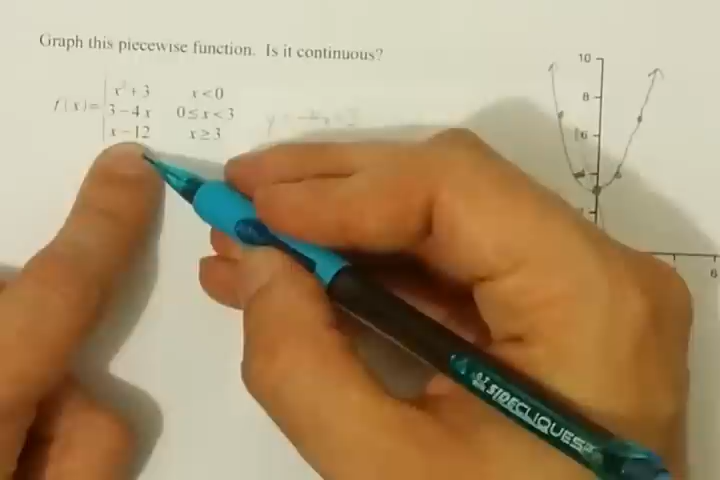 Graph this piecewise function. Is it continuous?
x² + 3 x < 0
f(x) = 3 − 4x 0 ≤ x < 3
x − 12 x ≥ 3
10
8
6
6
SIDECLIQUES